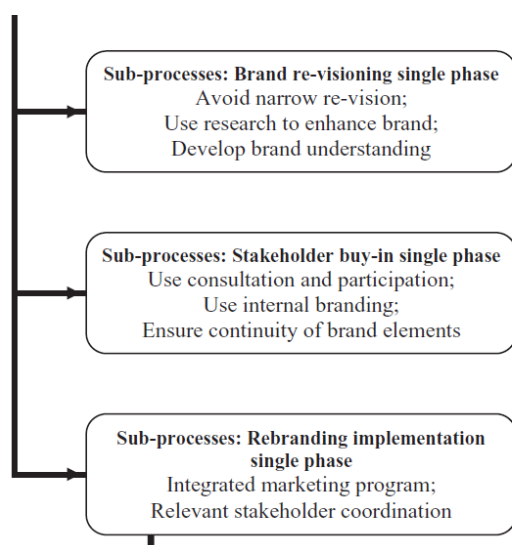 Sub-processes: Brand re-visioning single phase
Avoid narrow re-vision;
Use research to enhance brand;
Develop brand understanding
Sub-processes: Stakeholder buy-in single phase
Use consultation and participation;
Use internal branding;
Ensure continuity of brand elements
Sub-processes: Rebranding implementation
single phase
Integrated marketing program;
Relevant stakeholder coordination